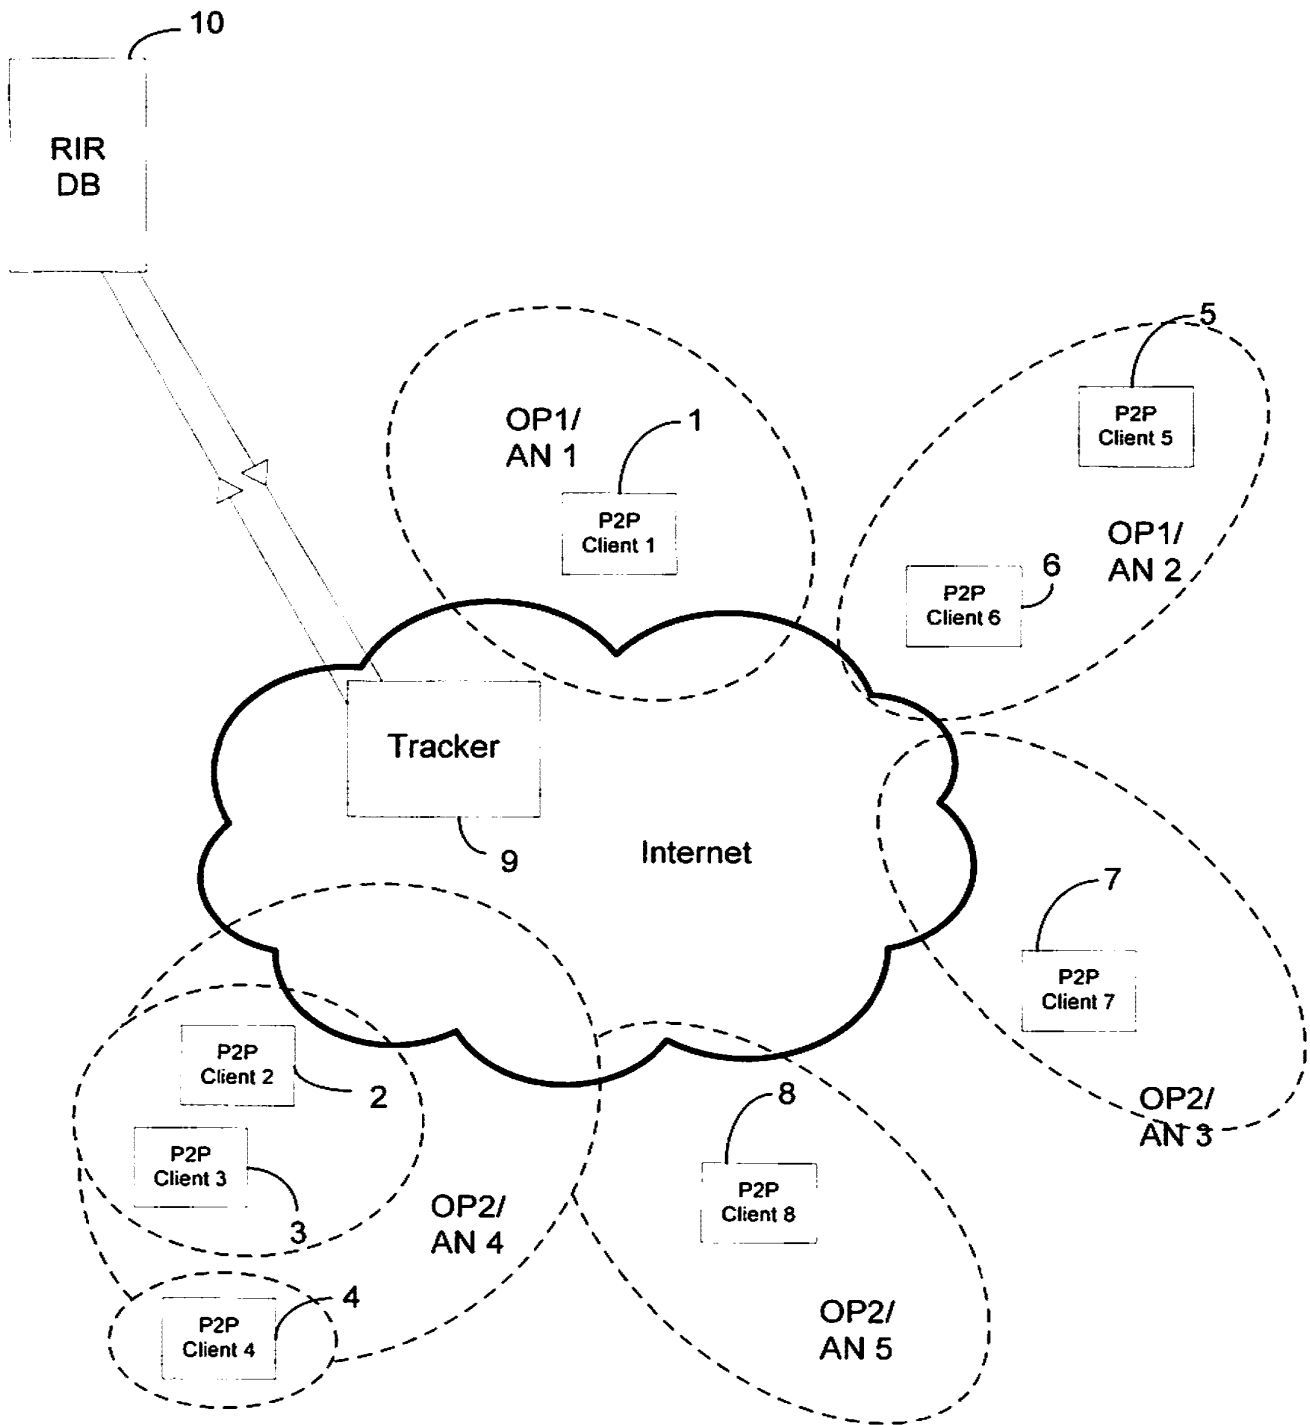 10
RIR
DB
5
P2P
Client 5
OP1/
AN 1
1
P2P
Client 1
OP1/
AN 2
6
P2P
Client 6
Tracker
9
Internet
7
P2P
Client 7
P2P
Client 2
2
8
OP2/
AN 3
P2P
Client 3
3
OP2/
AN 4
P2P
Client 8
4
P2P
Client 4
OP2/
AN 5